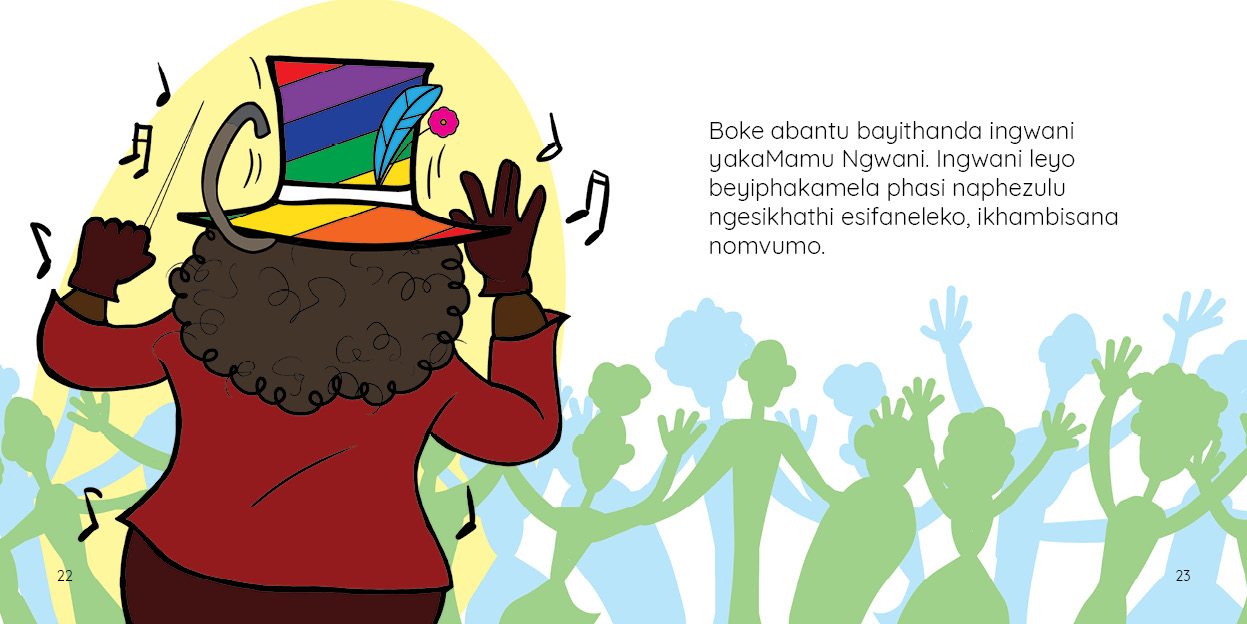 Boke abantu bayithanda ingwani
yakaMamu Ngwani. Ingwani leyo
beyiphakamela phasi naphezulu
ngesikhathi esifaneleko, ikhambisana
nomvumo.
22
23